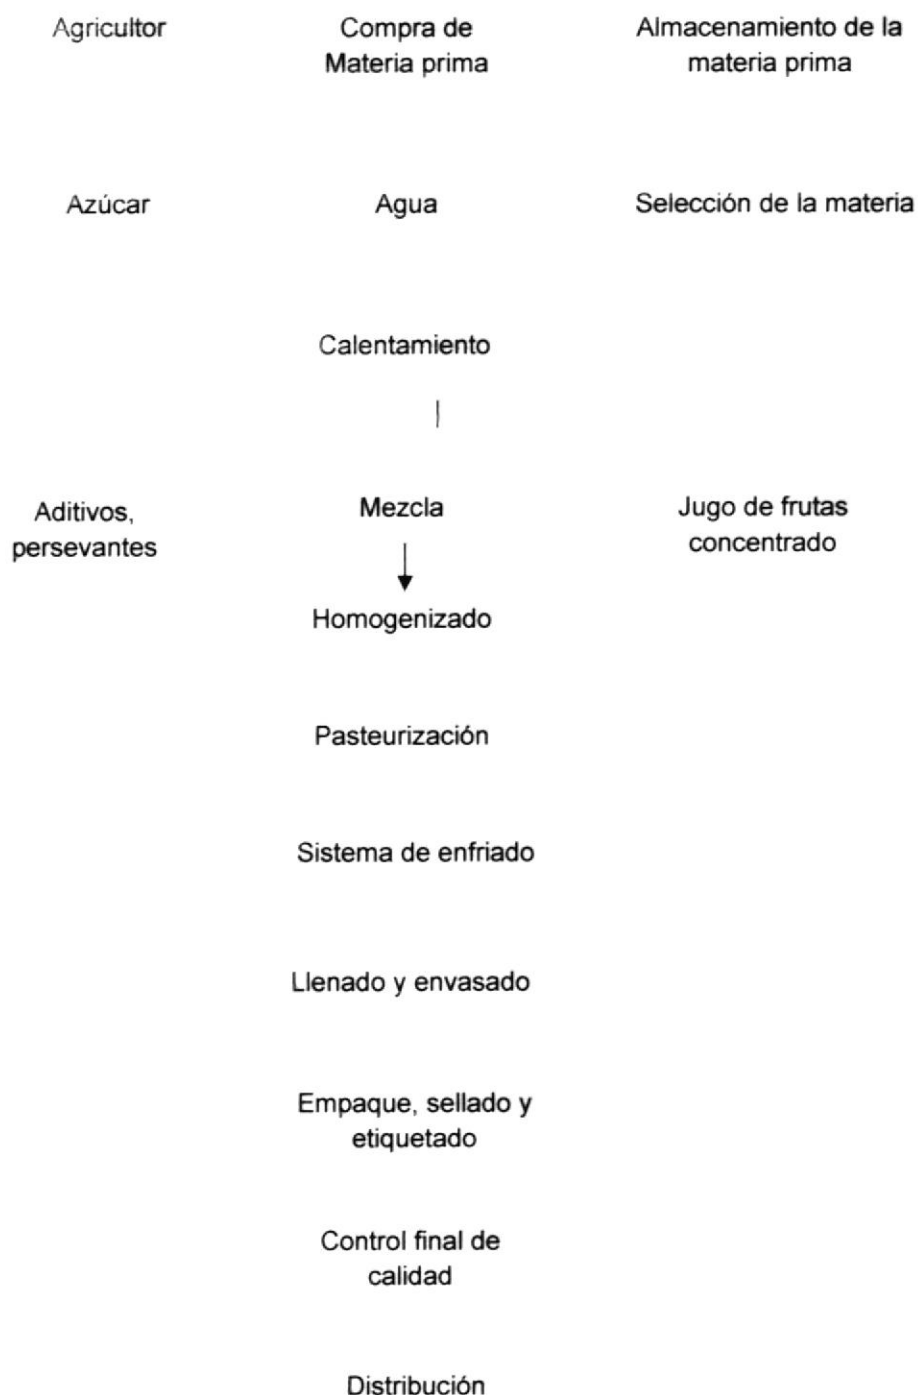 Agricultor
Compra de
Materia prima
Almacenamiento de la
materia prima
Azúcar
Agua
Selección de la materia
Calentamiento
Aditivos,
persevantes
Mezcla
Jugo de frutas
concentrado
Homogenizado
Pasteurización
Sistema de enfriado
Llenado y envasado
Empaque, sellado y
etiquetado
Control final de
calidad
Distribución